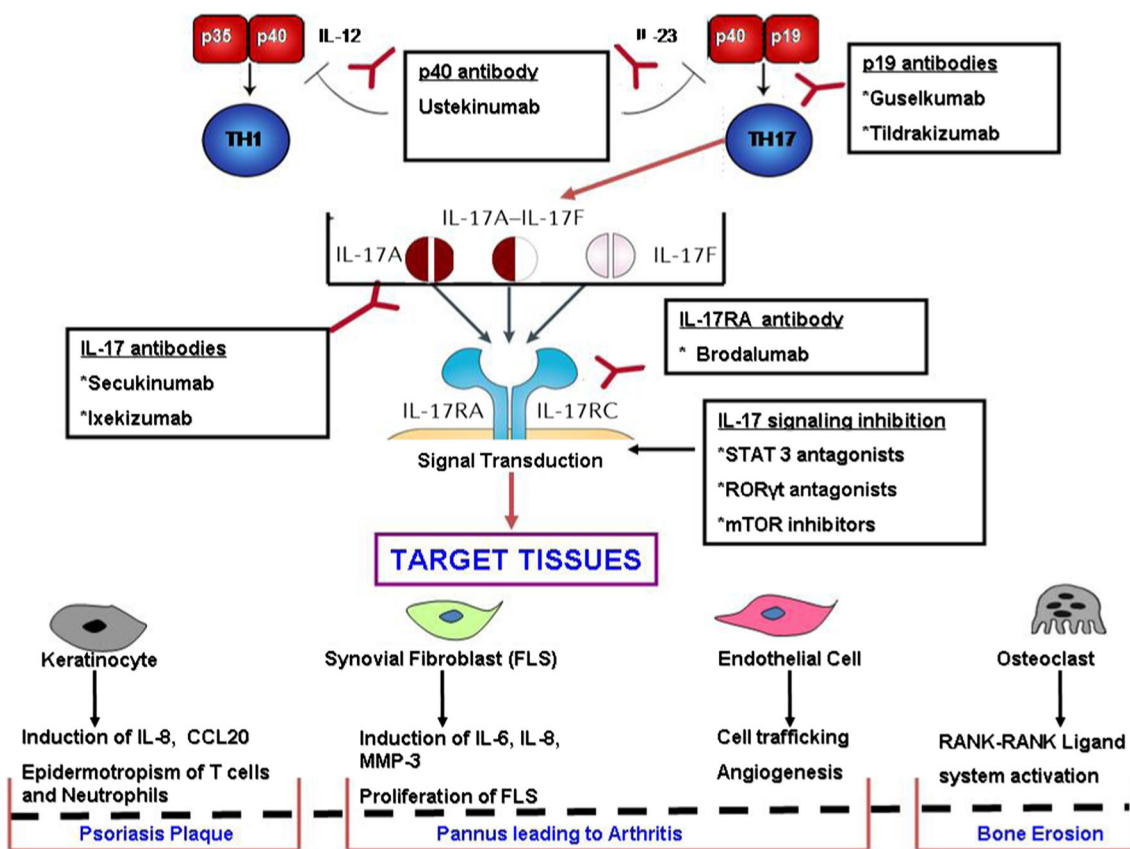 p35 p40 IL-12
IL-23 p40 p19
p40 antibody
Ustekinumab
p19 antibodies
*Guselkumab
*Tildrakizumab
TH1
TH17
IL-17A–IL-17F
IL-17A
IL-17F
IL-17 antibodies
*Secukinumab
*Ixekizumab
IL-17RA antibody
* Brodalumab
IL-17RA
IL-17RC
Signal Transduction
IL-17 signaling inhibition
*STAT 3 antagonists
*RORγt antagonists
*mTOR inhibitors
TARGET TISSUES
Keratinocyte
Synovial Fibroblast (FLS)
Endothelial Cell
Osteoclast
Induction of IL-8, CCL20
Epidermotropism of T cells
and Neutrophils
Induction of IL-6, IL-8,
MMP-3
Proliferation of FLS
Cell trafficking
Angiogenesis
RANK-RANK Ligand
system activation
Psoriasis Plaque
Pannus leading to Arthritis
Bone Erosion